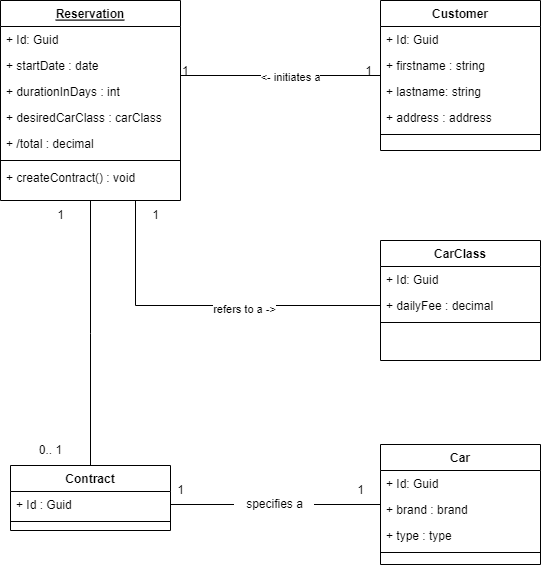 Reservation
+ Id: Guid
+ startDate : date
+ durationInDays : int
+ desiredCarClass : carClass
+ /total : decimal
+ createContract() : void
1
<- initiates a
1
Customer
+ Id: Guid
+ firstname : string
+ lastname: string
+ address : address
1
1
refers to a ->
CarClass
+ Id: Guid
+ dailyFee : decimal
0.. 1
Contract
+ Id : Guid
1
specifies a
1
Car
+ Id: Guid
+ brand : brand
+ type : type